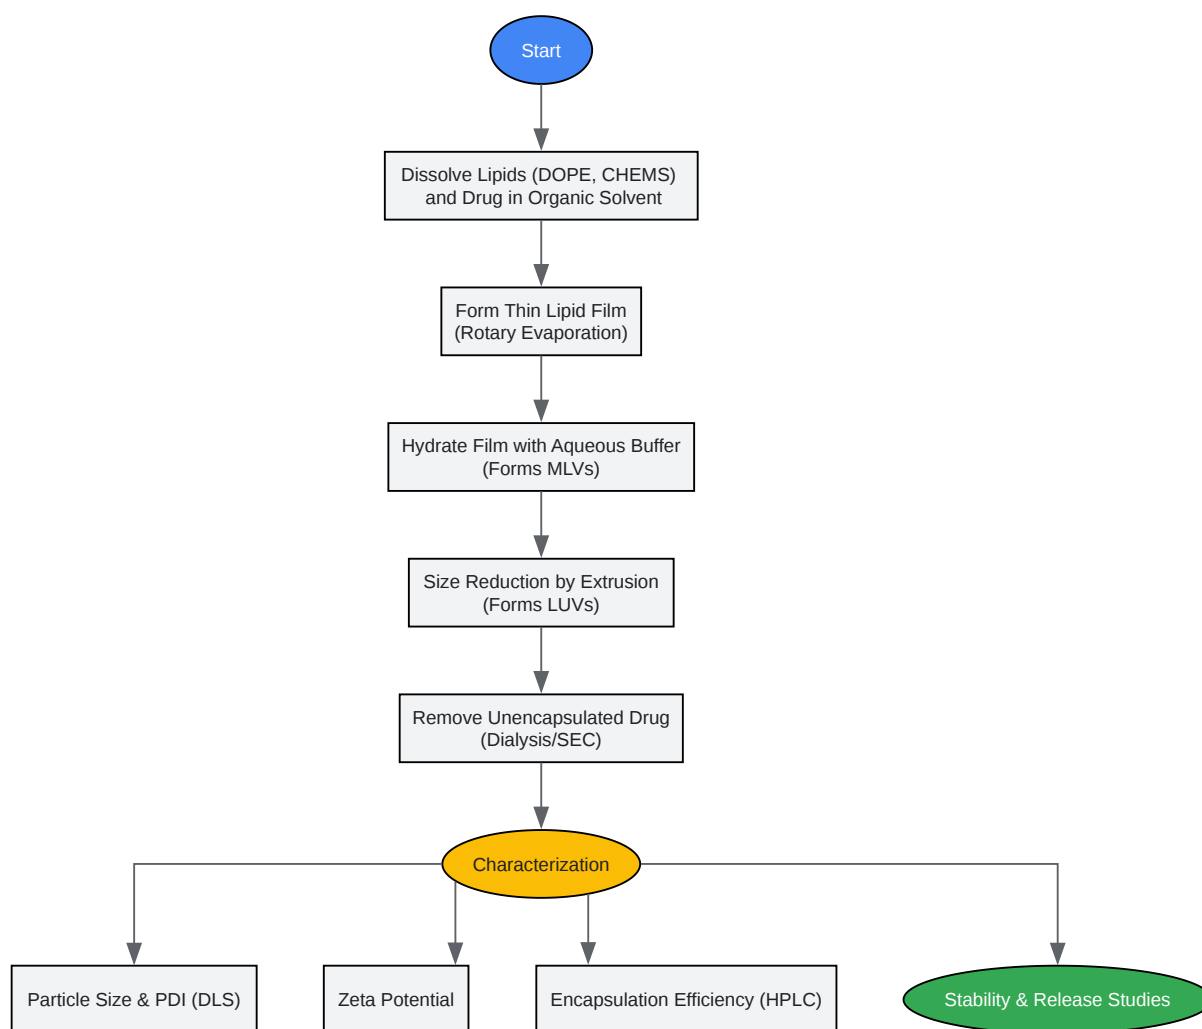 Start
Dissolve Lipids (DOPE, CHEMS)
and Drug in Organic Solvent
Form Thin Lipid Film
(Rotary Evaporation)
Hydrate Film with Aqueous Buffer
(Forms MLVs)
Size Reduction by Extrusion
(Forms LUVs)
Remove Unencapsulated Drug
(Dialysis/SEC)
Characterization
Particle Size & PDI (DLS)
Zeta Potential
Encapsulation Efficiency (HPLC)
Stability & Release Studies